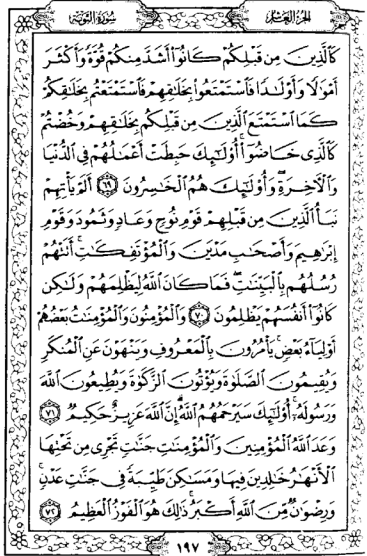 الجزء العاشر
سورة التوبة
كَٱلَّذِينَ مِن قَبْلِكُمْ كَانُوٓا۟ أَشَدَّ مِنكُمْ قُوَّةً وَأَكْثَرَ
أَمْوَٰلًا وَأَوْلَٰدًا فَٱسْتَمْتَعُوا۟ بِخَلَٰقِهِمْ فَٱسْتَمْتَعْتُم بِخَلَٰقِكُمْ
كَمَا ٱسْتَمْتَعَ ٱلَّذِينَ مِن قَبْلِكُم بِخَلَٰقِهِمْ وَخُضْتُمْ
كَٱلَّذِى خَاضُوٓا۟ ۚ أُو۟لَٰٓئِكَ حَبِطَتْ أَعْمَٰلُهُمْ فِى ٱلدُّنْيَا
وَٱلْءَاخِرَةِ ۖ وَأُو۟لَٰٓئِكَ هُمُ ٱلْخَٰسِرُونَ ٦٩ أَلَمْ يَأْتِهِمْ
نَبَأُ ٱلَّذِينَ مِن قَبْلِهِمْ قَوْمِ نُوحٍ وَعَادٍ وَثَمُودَ وَقَوْمِ
إِبْرَٰهِيمَ وَأَصْحَٰبِ مَدْيَنَ وَٱلْمُؤْتَفِكَٰتِ ۚ أَتَتْهُمْ
رُسُلُهُم بِٱلْبَيِّنَٰتِ ۖ فَمَا كَانَ ٱللَّهُ لِيَظْلِمَهُمْ وَلَٰكِن
كَانُوٓا۟ أَنفُسَهُمْ يَظْلِمُونَ ٧٠ وَٱلْمُؤْمِنُونَ وَٱلْمُؤْمِنَٰتُ بَعْضُهُمْ
أَوْلِيَآءُ بَعْضٍ ۚ يَأْمُرُونَ بِٱلْمَعْرُوفِ وَيَنْهَوْنَ عَنِ ٱلْمُنكَرِ
وَيُقِيمُونَ ٱلصَّلَوٰةَ وَيُؤْتُونَ ٱلزَّكَوٰةَ وَيُطِيعُونَ ٱللَّهَ
وَرَسُولَهُۥٓ ۚ أُو۟لَٰٓئِكَ سَيَرْحَمُهُمُ ٱللَّهُ ۗ إِنَّ ٱللَّهَ عَزِيزٌ حَكِيمٌ ٧١
وَعَدَ ٱللَّهُ ٱلْمُؤْمِنِينَ وَٱلْمُؤْمِنَٰتِ جَنَّٰتٍ تَجْرِى مِن تَحْتِهَا
ٱلْأَنْهَٰرُ خَٰلِدِينَ فِيهَا وَمَسَٰكِنَ طَيِّبَةً فِى جَنَّٰتِ عَدْنٍ ۚ
وَرِضْوَٰنٌ مِّنَ ٱللَّهِ أَكْبَرُ ۚ ذَٰلِكَ هُوَ ٱلْفَوْزُ ٱلْعَظِيمُ ٧٢
١٩٧